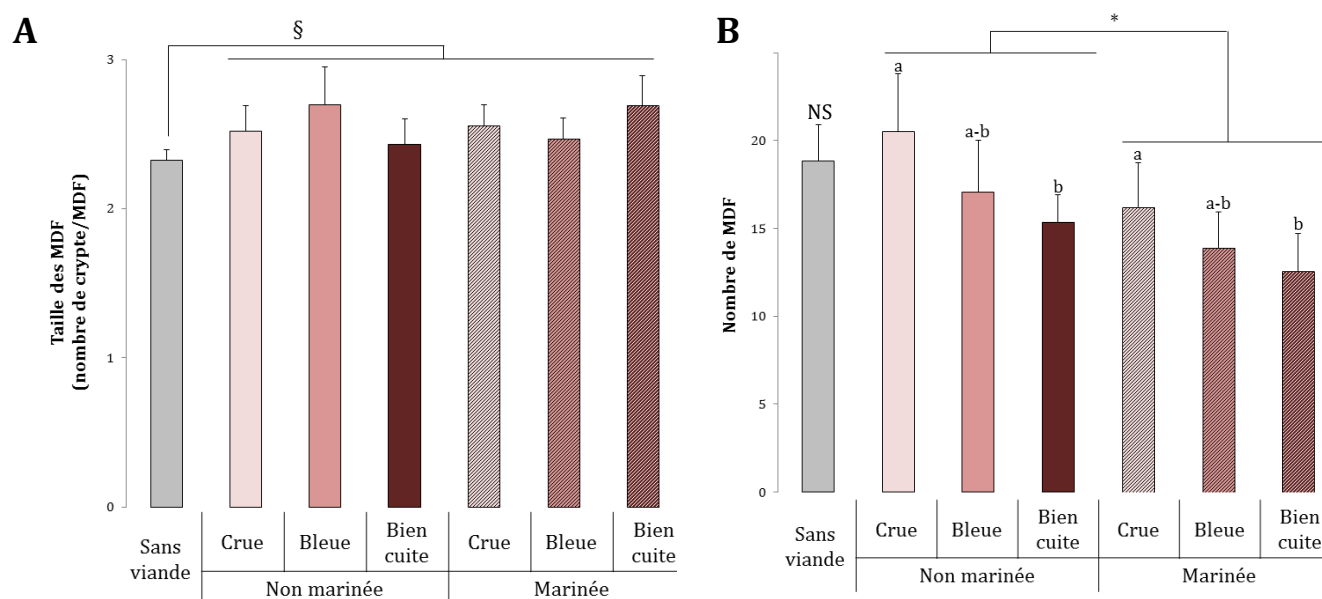 A
§
Taille des MDF
(nombre de crypte/MDF)
3
2
1
0
Sans
viande
Crue
Bleue
Bien
cuite
Crue
Bleue
Bien
cuite
Non marinée
Marinée
B
*
Nombre de MDF
20
15
10
5
0
NS
a
a-b
b
a
a-b
b
Sans
viande
Crue
Bleue
Bien
cuite
Crue
Bleue
Bien
cuite
Non marinée
Marinée